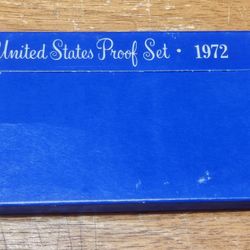 United States Proof Set · 1972